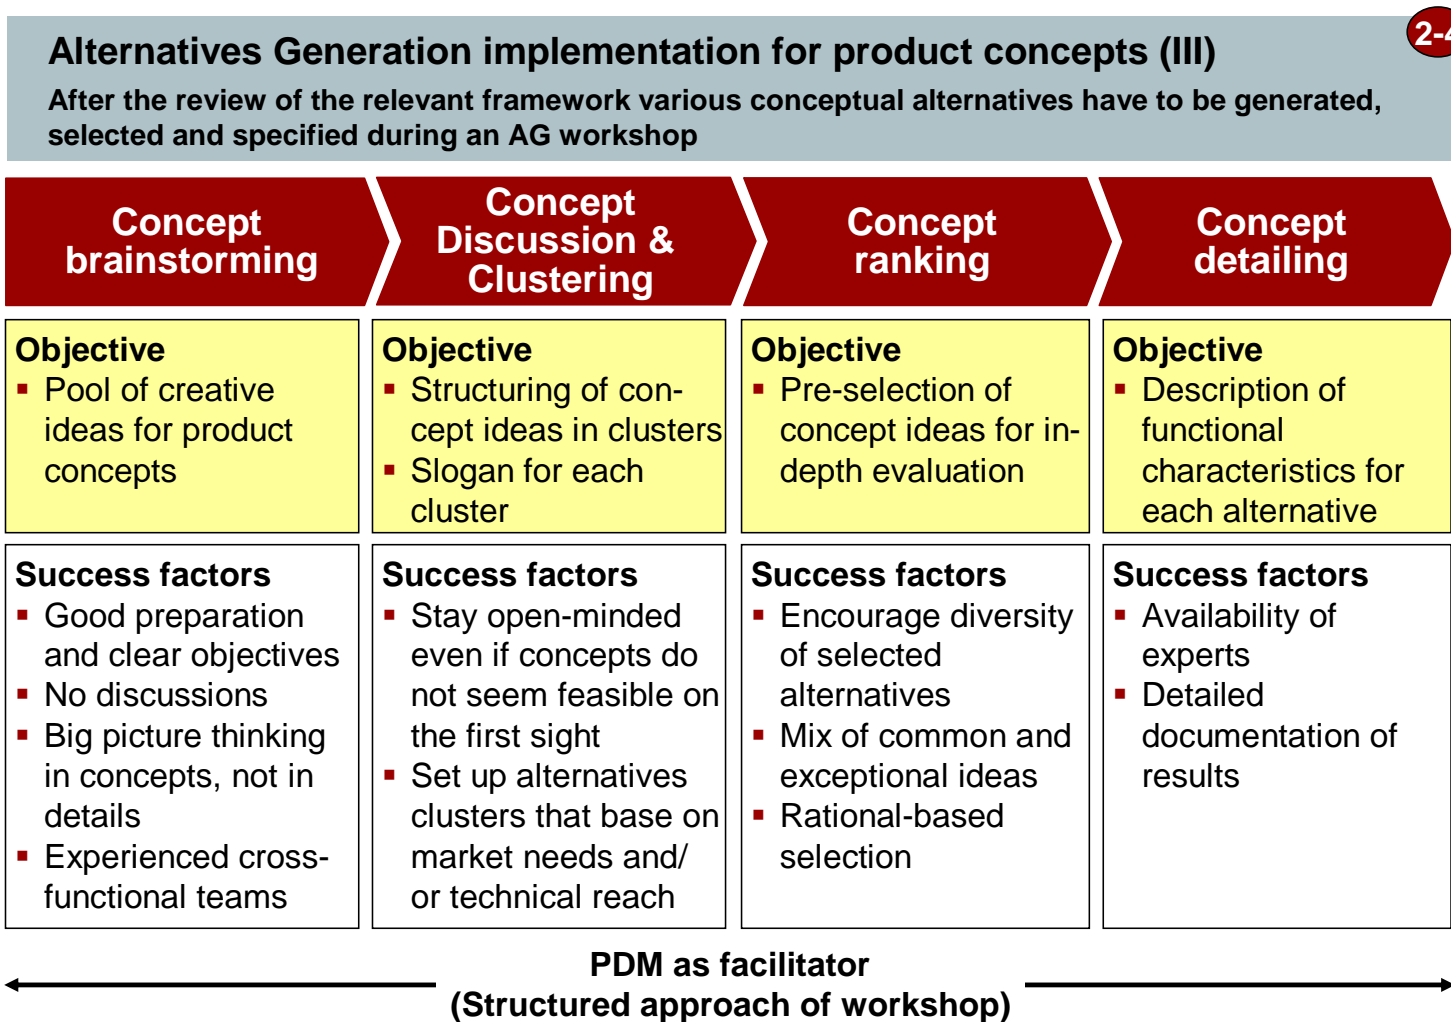 Alternatives Generation implementation for product concepts (III)
2-4
After the review of the relevant framework various conceptual alternatives have to be generated,
selected and specified during an AG workshop
Concept
brainstorming
Concept
Discussion &
Clustering
Concept
ranking
Concept
detailing
Objective
▪ Pool of creative
ideas for product
concepts
Objective
▪ Structuring of con-
cept ideas in clusters
▪ Slogan for each
cluster
Objective
▪ Pre-selection of
concept ideas for in-
depth evaluation
Objective
▪ Description of
functional
characteristics for
each alternative
Success factors
▪ Good preparation
and clear objectives
▪ No discussions
▪ Big picture thinking
in concepts, not in
details
▪ Experienced cross-
functional teams
Success factors
▪ Stay open-minded
even if concepts do
not seem feasible on
the first sight
▪ Set up alternatives
clusters that base on
market needs and/
or technical reach
Success factors
▪ Encourage diversity
of selected
alternatives
▪ Mix of common and
exceptional ideas
▪ Rational-based
selection
Success factors
▪ Availability of
experts
▪ Detailed
documentation of
results
PDM as facilitator
(Structured approach of workshop)